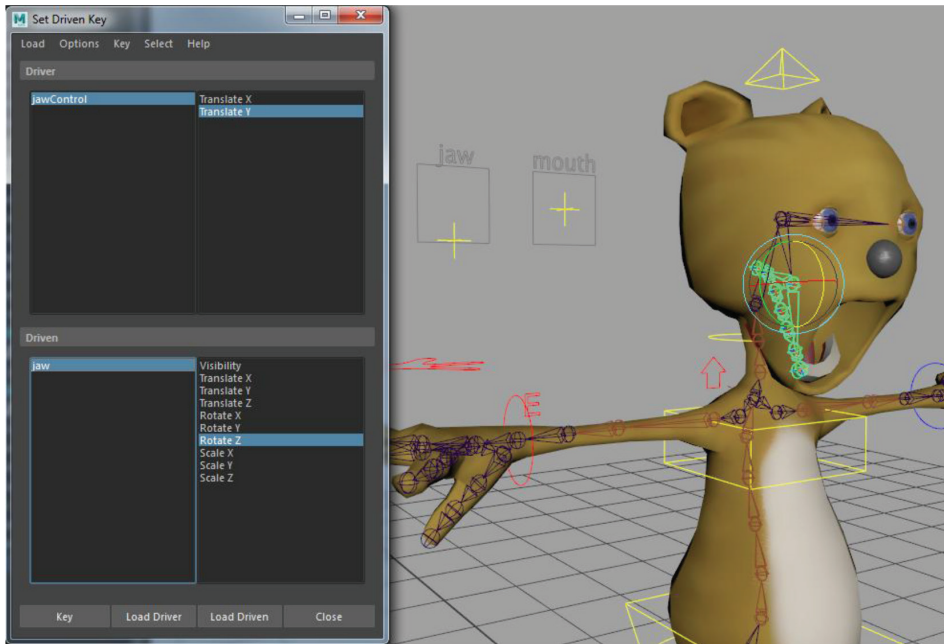 Set Driven Key
Load Options Key Select Help
Driver
jawControl
Translate X
Translate Y
Driven
jaw
Visibility
Translate X
Translate Y
Translate Z
Rotate X
Rotate Y
Rotate Z
Scale X
Scale Y
Scale Z
Key Load Driver Load Driven Close
jaw
mouth
E